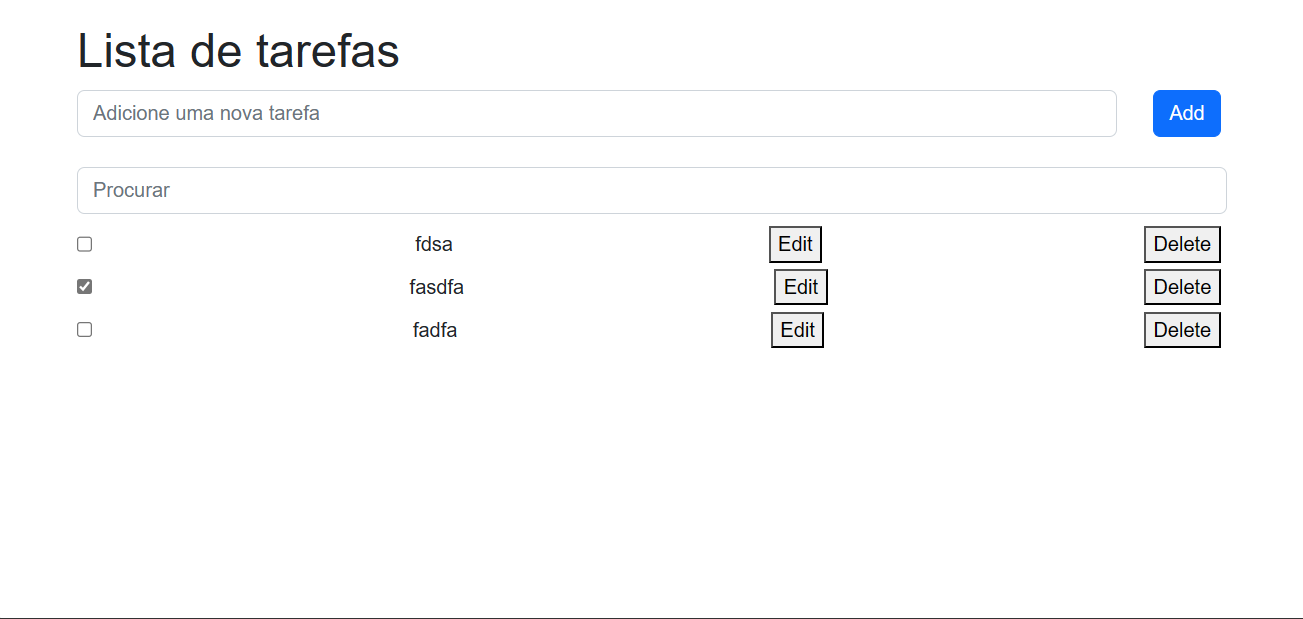 Lista de tarefas
Adicione uma nova tarefa Add
Procurar
fdsa Edit Delete
fasdfa Edit Delete
fadfa Edit Delete